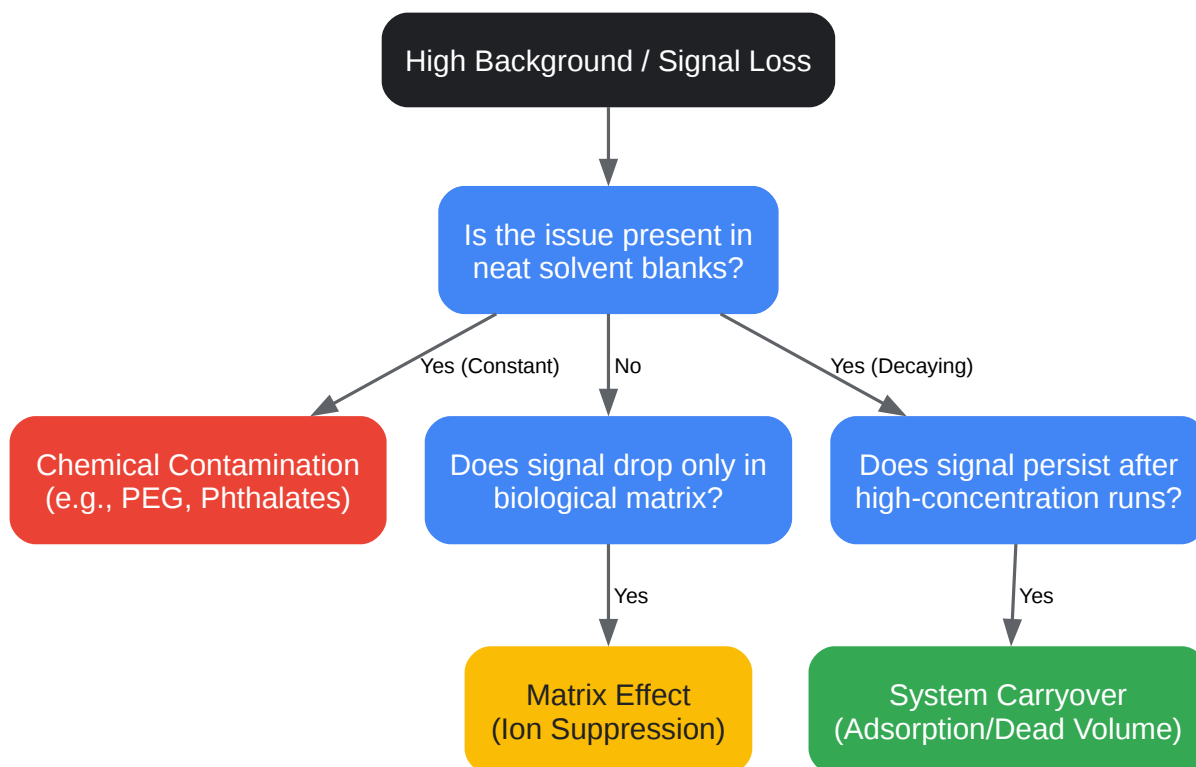 High Background / Signal Loss
Is the issue present in
neat solvent blanks?
Yes (Constant)
No
Yes (Decaying)
Chemical Contamination
(e.g., PEG, Phthalates)
Does signal drop only in
biological matrix?
Does signal persist after
high-concentration runs?
Yes
Yes
Matrix Effect
(Ion Suppression)
System Carryover
(Adsorption/Dead Volume)